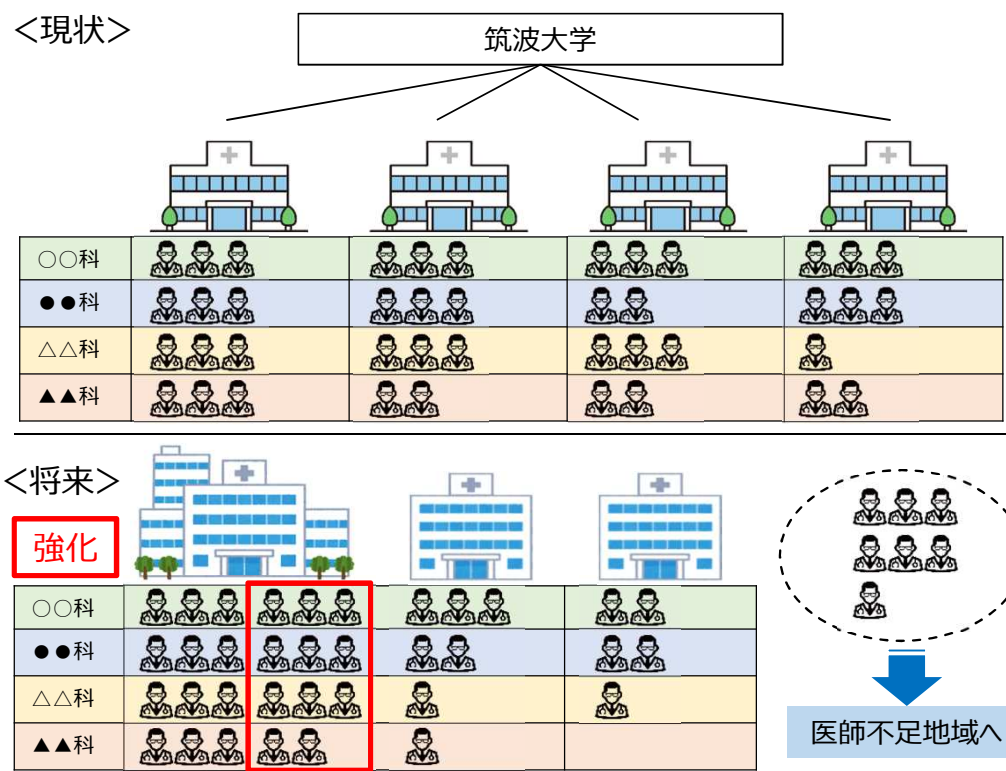 ＜現状＞
筑波大学
○○科
●●科
△△科
▲▲科
＜将来＞
強化
○○科
●●科
△△科
▲▲科
医師不足地域へ